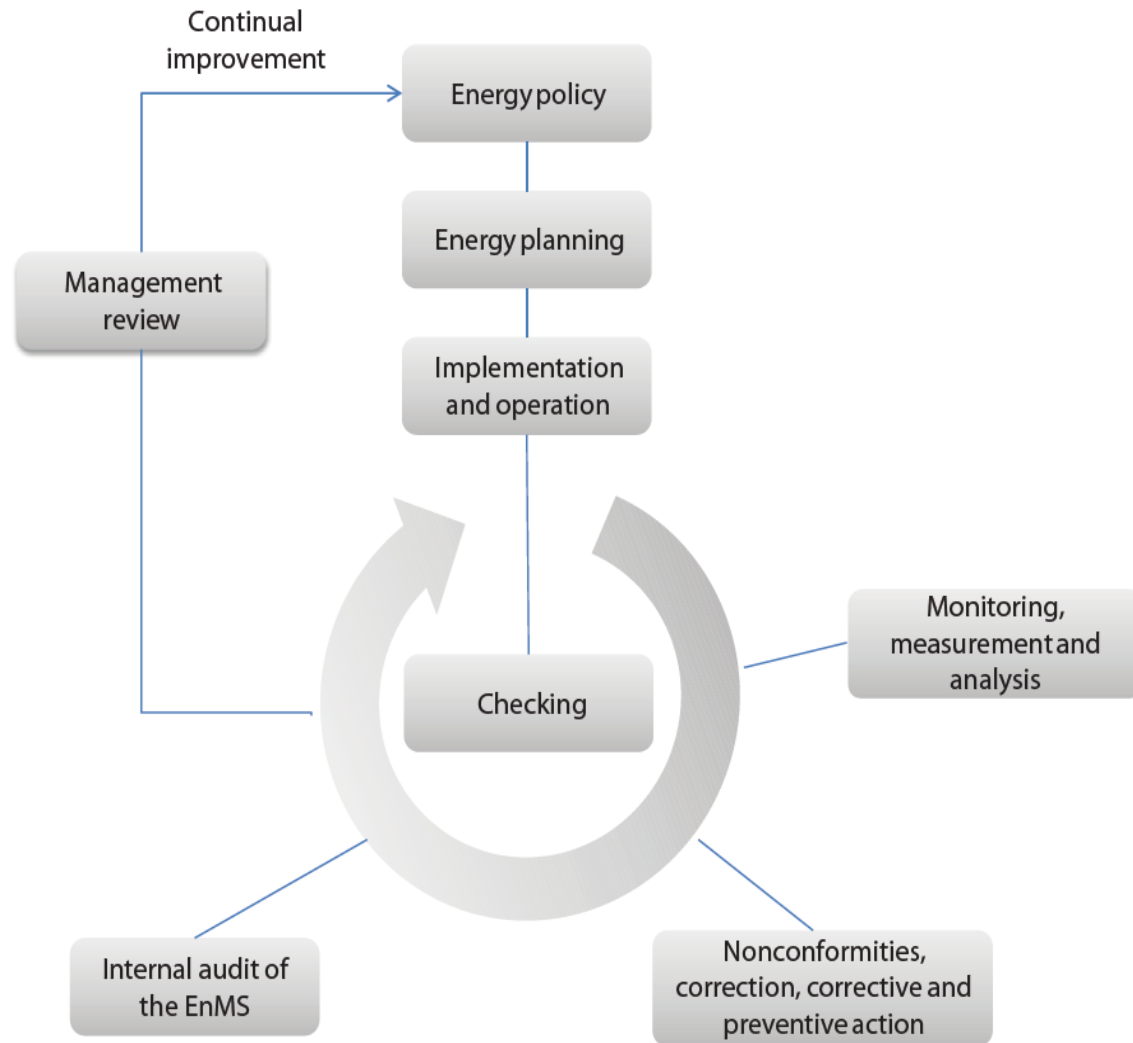 Continual
improvement
Energy policy
Energy planning
Management
review
Implementation
and operation
Monitoring,
measurement and
analysis
Checking
Internal audit of
the EnMS
Nonconformities,
correction, corrective and
preventive action